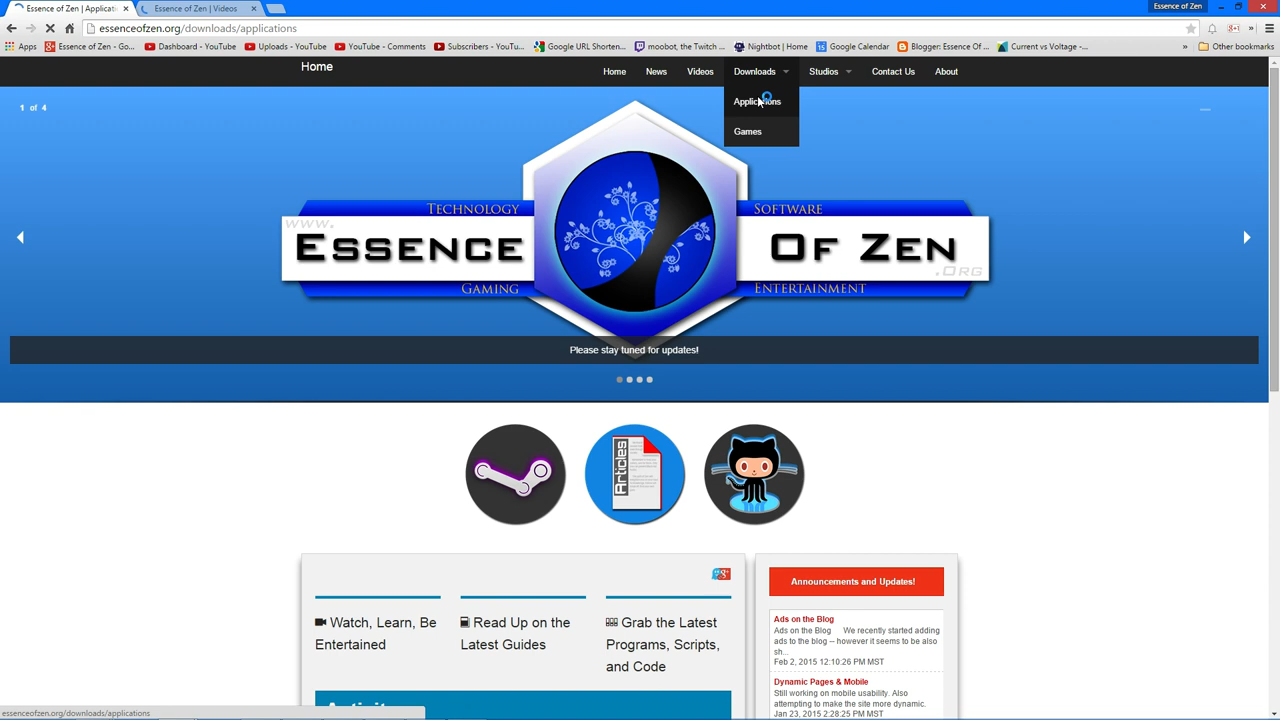 Essence of Zen | Applicati
Essence of Zen | Videos
Essence of Zen
essenceofzen.org/downloads/applications
Apps
Essence of Zen - Go...
Dashboard - YouTube
Uploads - YouTube
YouTube - Comments
Subscribers - YouTu...
Google URL Shorten...
moobot, the Twitch ...
Nightbot | Home
Google Calendar
Blogger: Essence Of ...
Current vs Voltage -...
Other bookmarks
Home
Home News Videos Downloads Studios Contact Us About
Applications
Games
1 of 4
Technology
Software
www.
Essence Of Zen
.Org
Gaming
Entertainment
Please stay tuned for updates!
Articles
Announcements and Updates!
Watch, Learn, Be
Entertained
Read Up on the
Latest Guides
Grab the Latest
Programs, Scripts,
and Code
Ads on the Blog
Ads on the Blog We recently started adding
ads to the blog -- however it seems to be also
sh...
Feb 2, 2015 12:10:26 PM MST
Dynamic Pages & Mobile
Still working on mobile usability. Also
attempting to make the site more dynamic.
Jan 23, 2015 2:28:25 PM MST
essenceofzen.org/downloads/applications